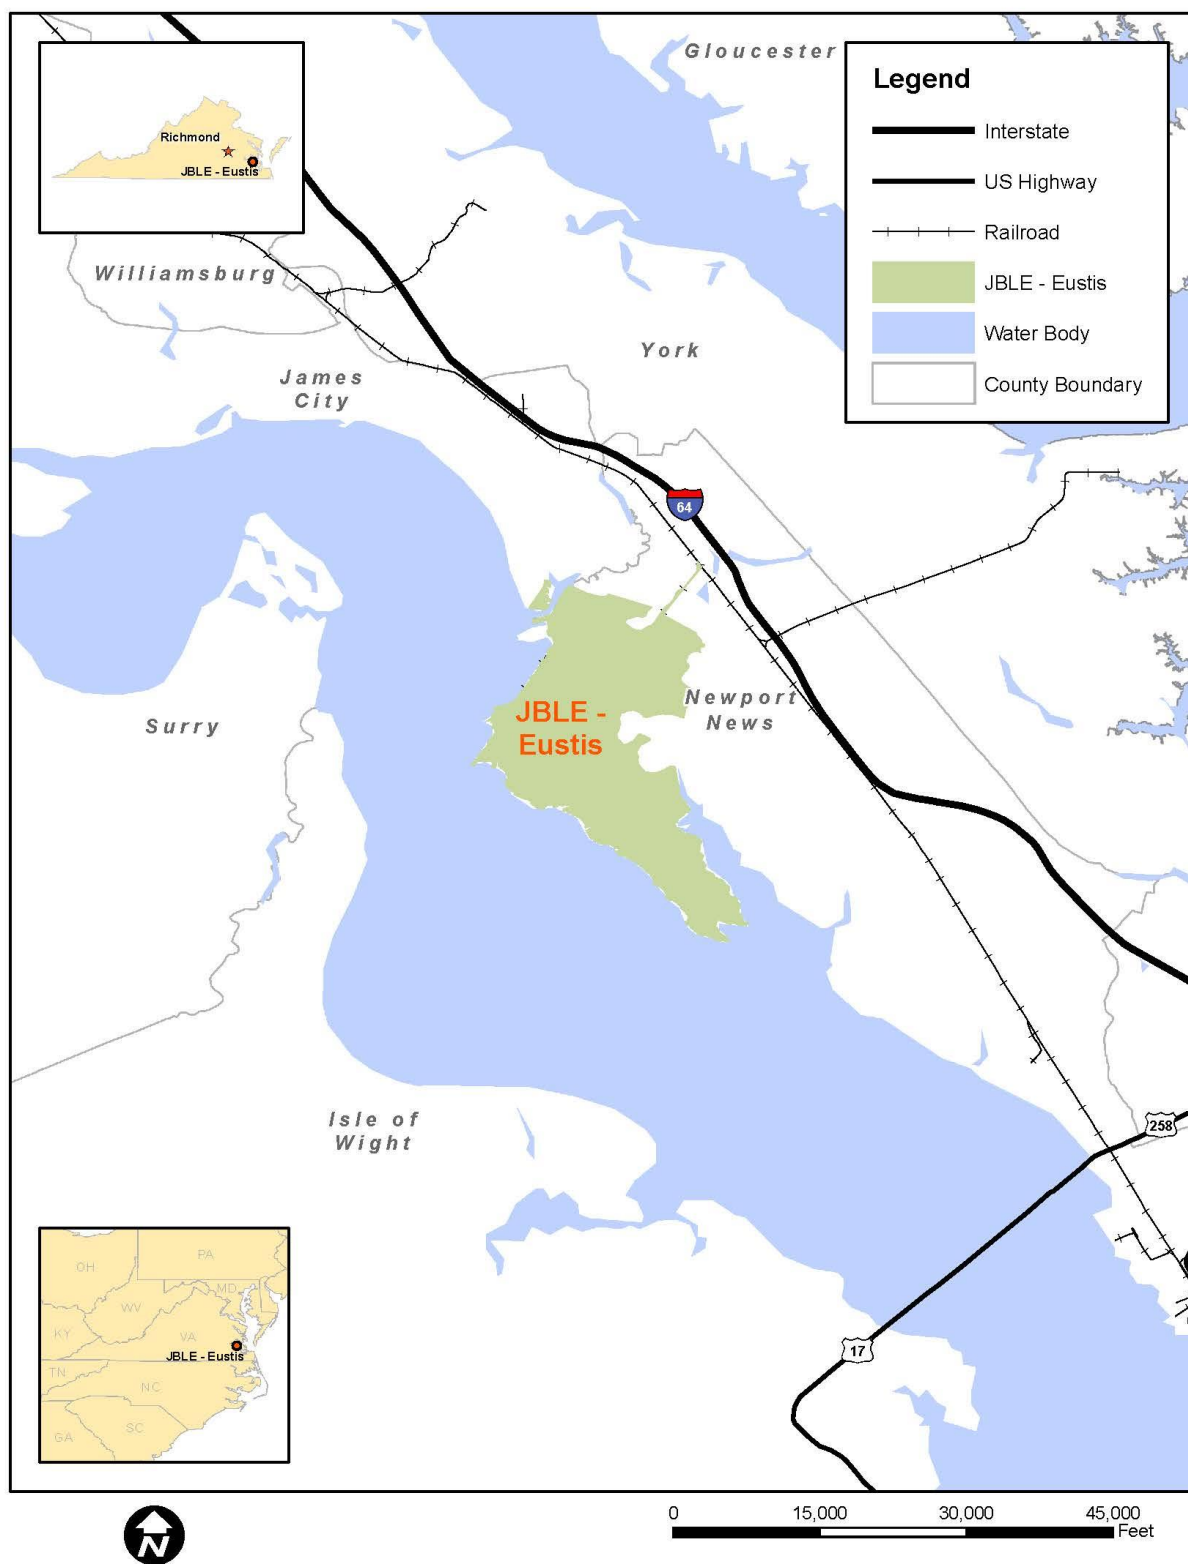 Gloucester
Legend
Interstate
US Highway
Railroad
JBLE - Eustis
Water Body
County Boundary
Richmond
JBLE - Eustis
Williamsburg
York
James
City
64
Surry
JBLE -
Eustis
Newport
News
Isle of
Wight
258
17
OH
PA
MD
WV
KY
VA
JBLE - Eustis
TN
NC
SC
GA
N
0 15,000 30,000 45,000
Feet